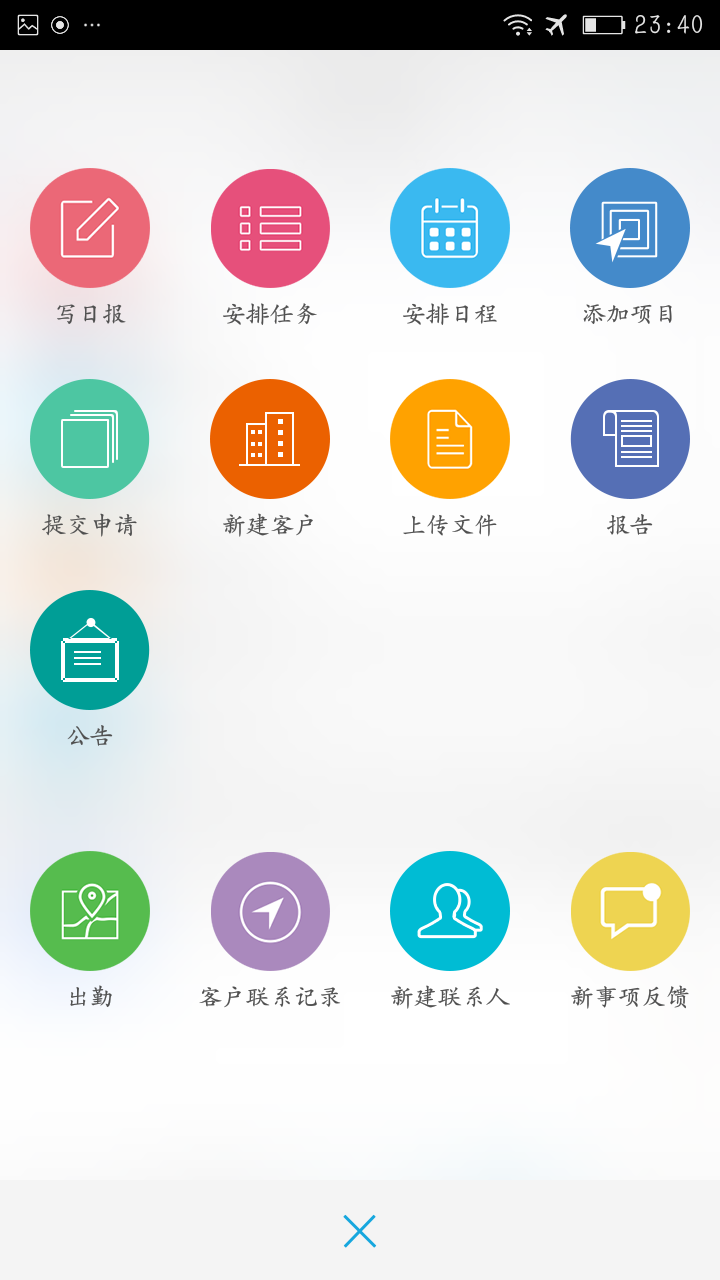 23:40
写日报
安排任务
安排日程
添加项目
提交申请
新建客户
上传文件
报告
公告
出勤
客户联系记录
新建联系人
新事项反馈